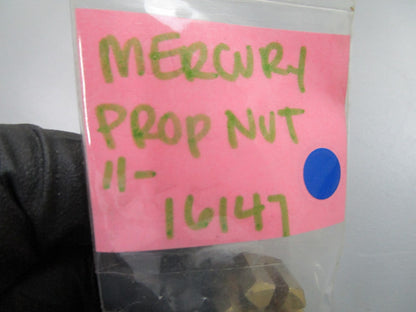 MERCURY
PROP NUT
11-
16147